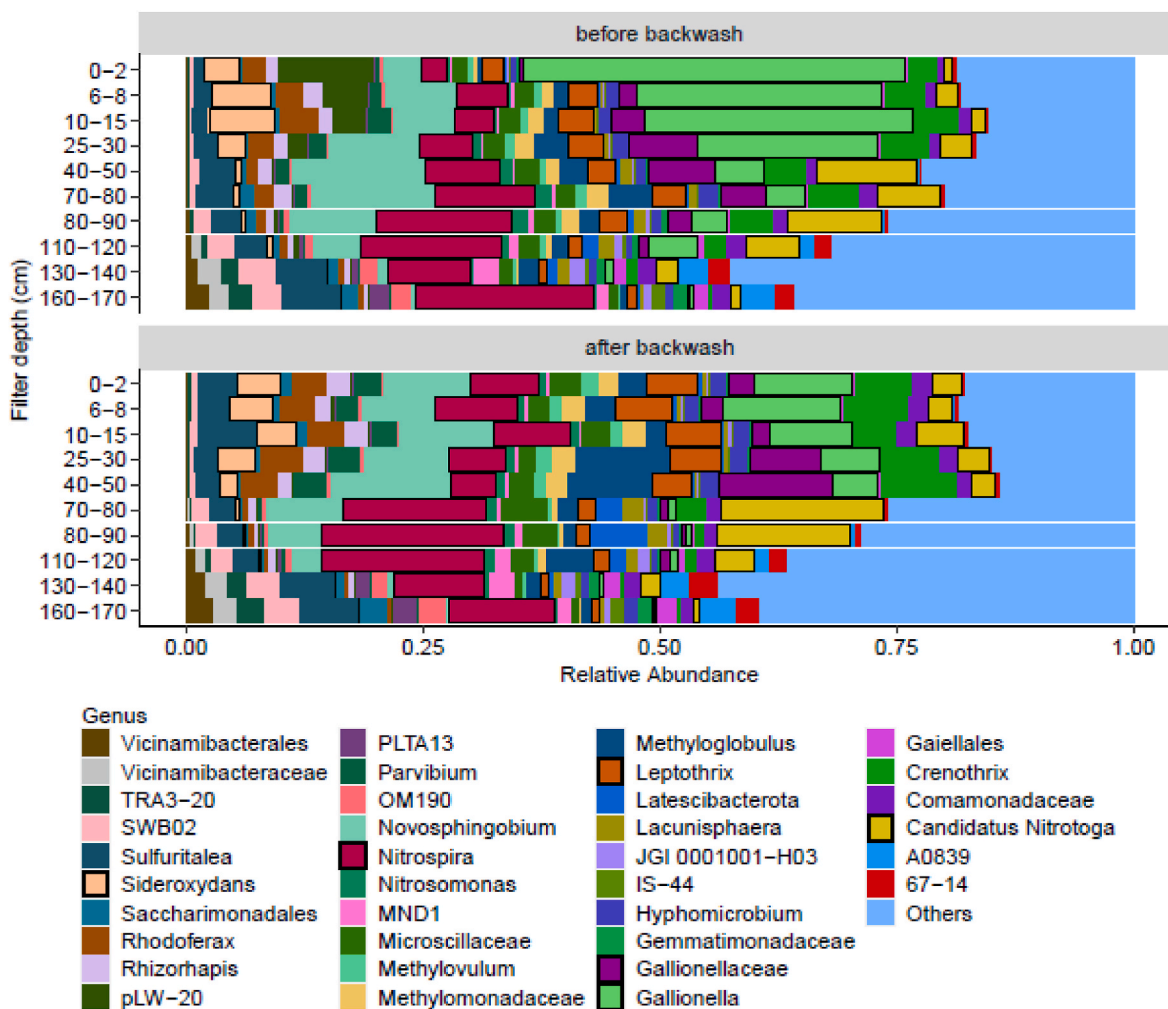 before backwash
0−2
6−8
10−15
25−30
40−50
70−80
80−90
110−120
130−140
160−170
Filter depth (cm)
after backwash
0−2
6−8
10−15
25−30
40−50
70−80
80−90
110−120
130−140
160−170
0.00 0.25 0.50 0.75 1.00
Relative Abundance
Genus
Vicinamibacterales PLTA13 Methyloglobulus Gaiellales
Vicinamibacteraceae Parvibium Leptothrix Crenothrix
TRA3−20 OM190 Latescibacterota Comamonadaceae
SWB02 Novosphingobium Lacunisphaera Candidatus Nitrotoga
Sulfuritalea Nitrospira JGI 0001001−H03 A0839
Sideroxydans Nitrosomonas IS−44 67−14
Saccharimonadales MND1 Hyphomicrobium Others
Rhodoferax Microscillaceae Gemmatimonadaceae
Rhizorhapis Methylovulum Gallionellaceae
pLW−20 Methylomonadaceae Gallionella